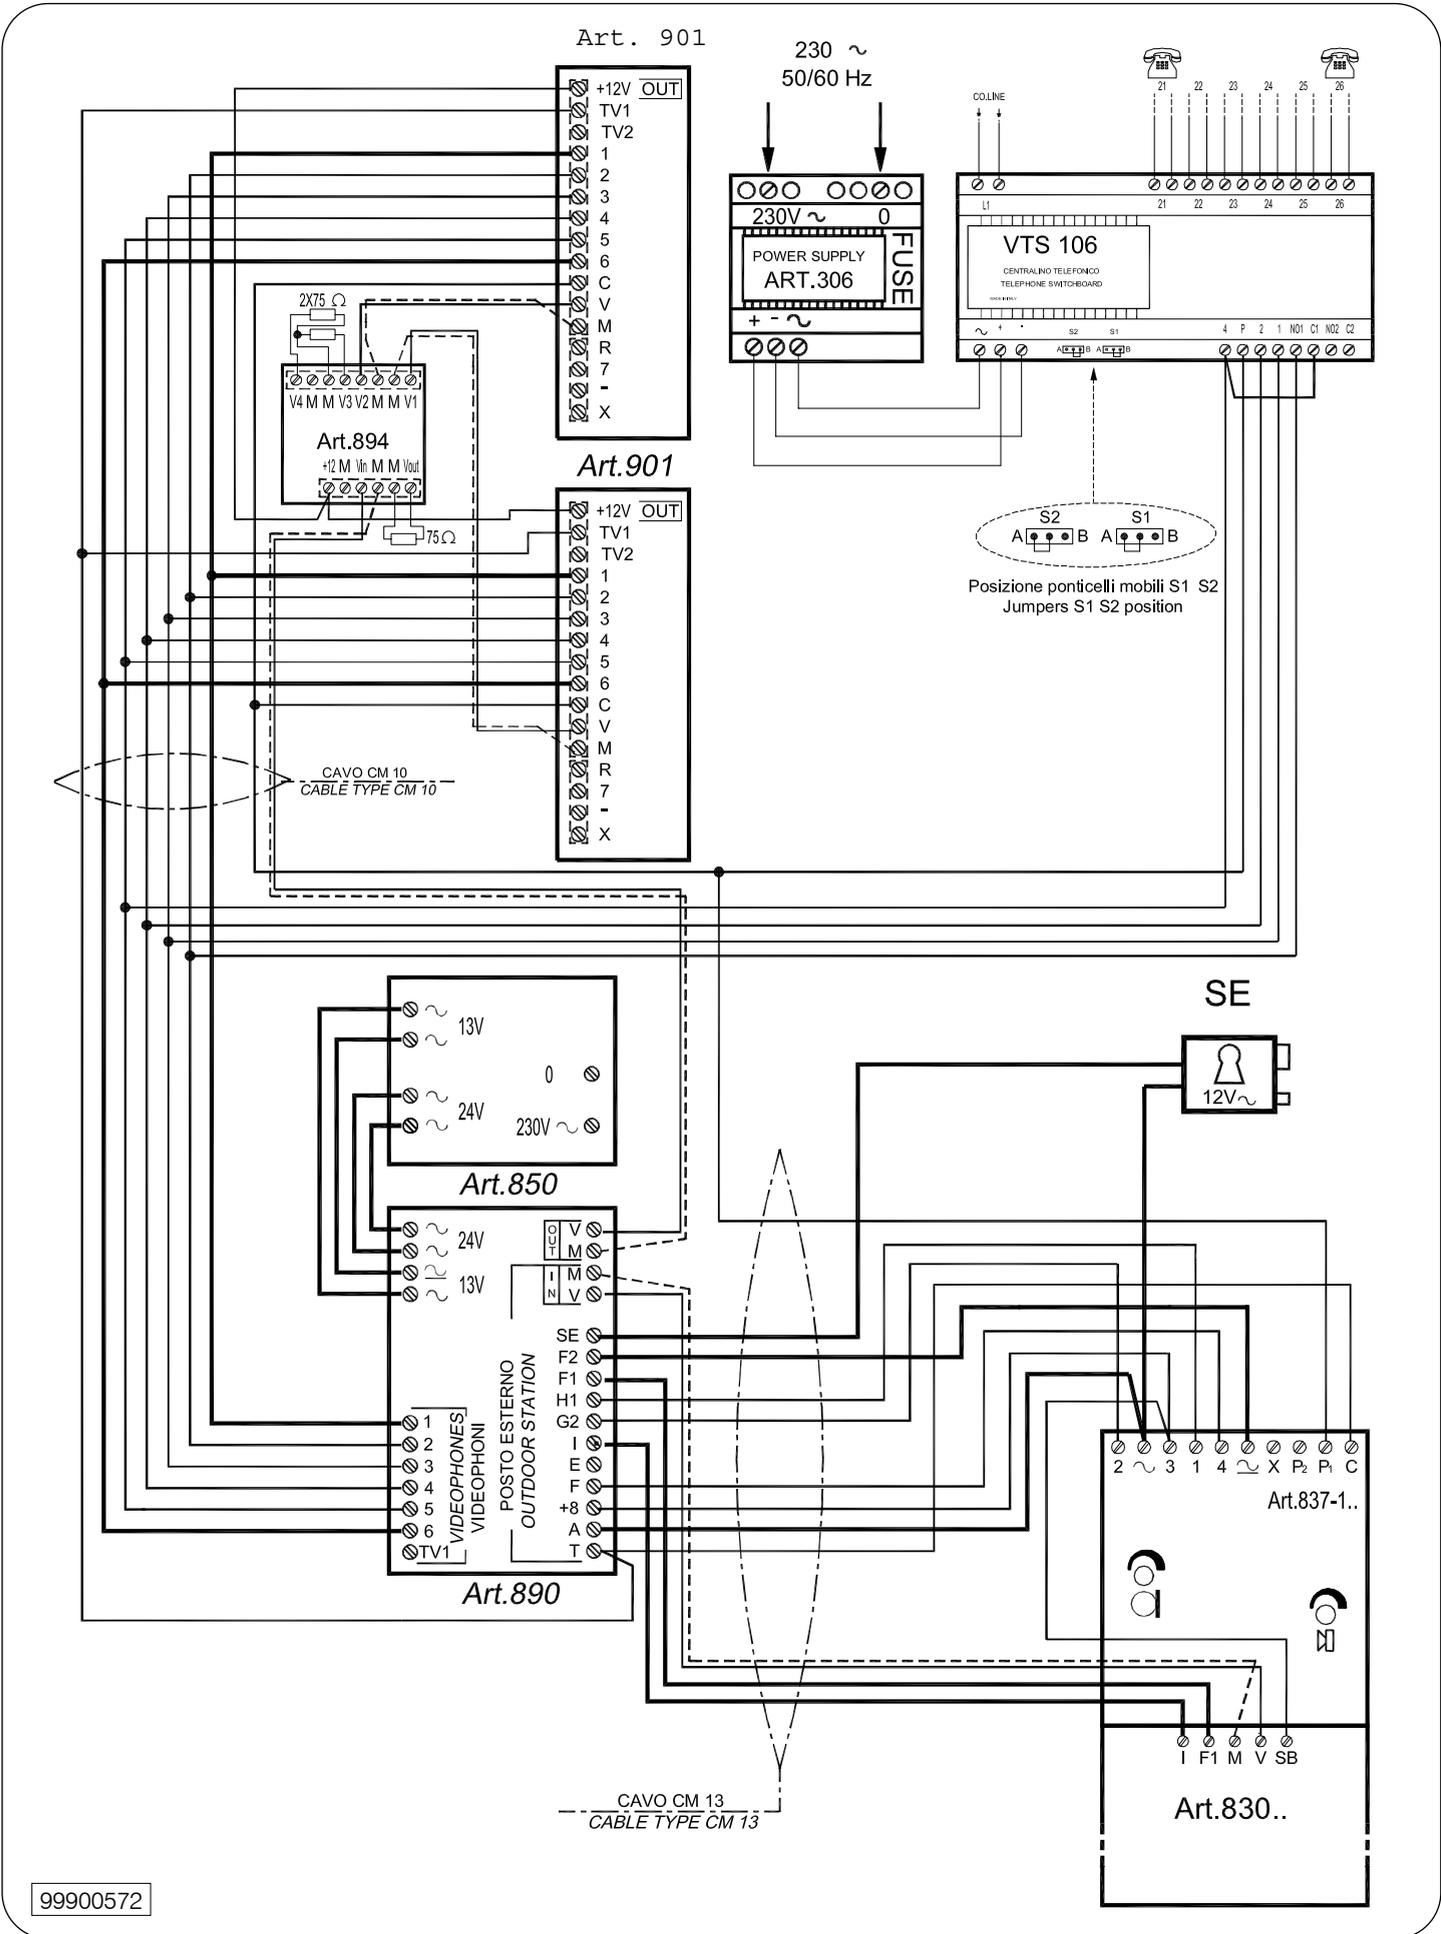 Art. 901
+12V OUT
TV1
TV2
1
2
3
4
5
6
C
V
M
R
7
-
X
Art.901
230 ~
50/60 Hz
230V ~ 0
FUSE
POWER SUPPLY
ART.306
+ - ~
CO.LINE
21 22 23 24 25 26
L1 21 22 23 24 25 26
VTS 106
CENTRALINO TELEFONICO
TELEPHONE SWITCHBOARD
MADE IN ITALY
~ + - S2 S1 4 P 2 1 NO1 C1 NO2 C2
A B A B
S2 S1
A B A B
Posizione ponticelli mobili S1 S2
Jumpers S1 S2 position
2X75 Ω
V4 M M V3 V2 M M V1
Art.894
+12 M Vin M M Vout
75 Ω
+12V OUT
TV1
TV2
1
2
3
4
5
6
C
V
M
R
7
-
X
CAVO CM 10
CABLE TYPE CM 10
~ 13V
~
0
~ 24V
~
230V ~
Art.850
~ 24V
~
~ 13V
~
OUT V
M
IN M
V
SE
F2
F1
H1
G2
I
E
F
+8
A
T
POSTO ESTERNO
OUTDOOR STATION
1
2
3
4
5
6
TV1
VIDEOPHONES
VIDEOPHONI
Art.890
SE
12V~
2 ~ 3 1 4 ~ X P2 P1 C
Art.837-1..
I F1 M V SB
Art.830..
CAVO CM 13
CABLE TYPE CM 13
99900572